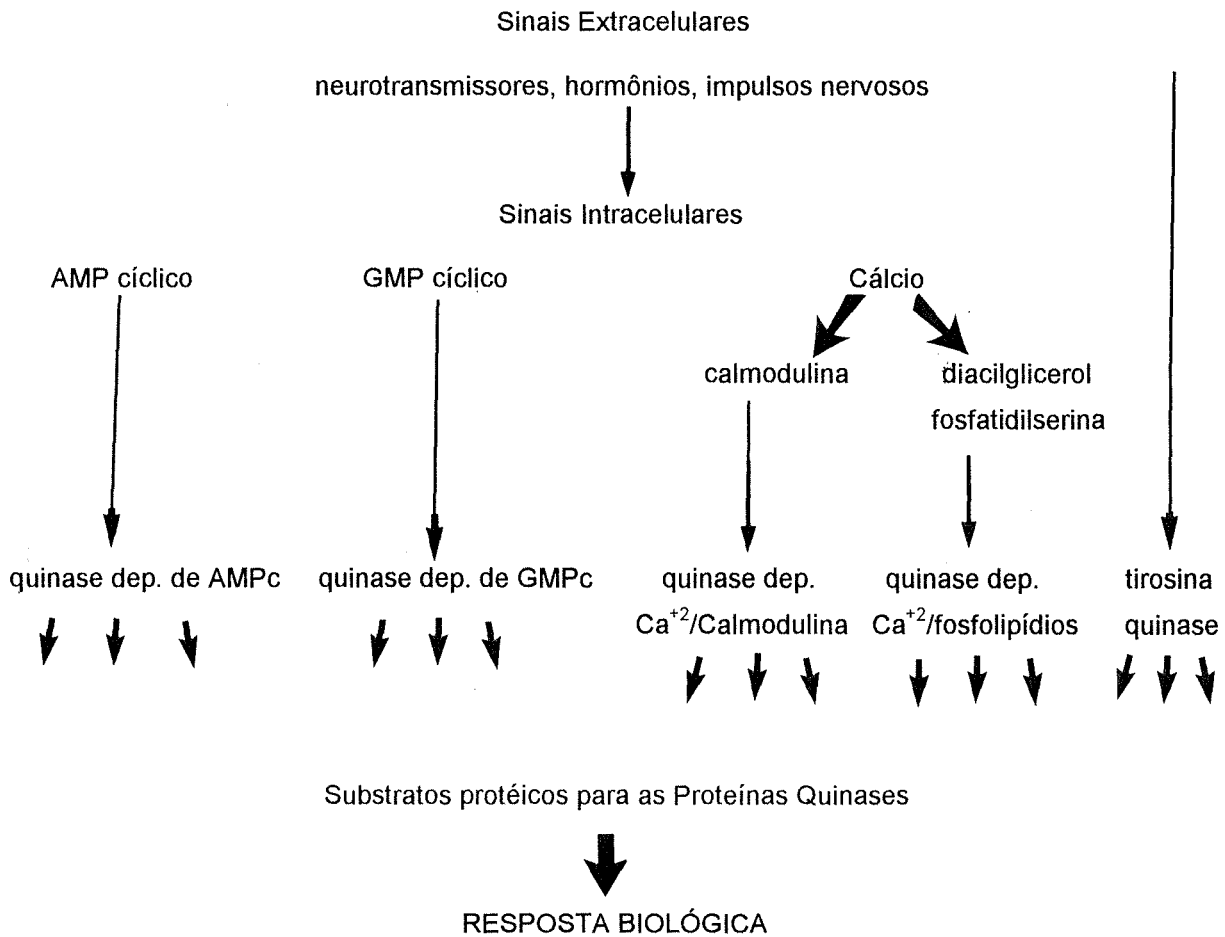 Sinais Extracelulares
neurotransmissores, hormônios, impulsos nervosos
Sinais Intracelulares
AMP cíclico
GMP cíclico
Cálcio
calmodulina
diacilglicerol
fosfatidilserina
quinase dep. de AMPc
quinase dep. de GMPc
quinase dep.
Ca+2/Calmodulina
quinase dep.
Ca+2/fosfolipídios
tirosina
quinase
Substratos protéicos para as Proteínas Quinases
RESPOSTA BIOLÓGICA